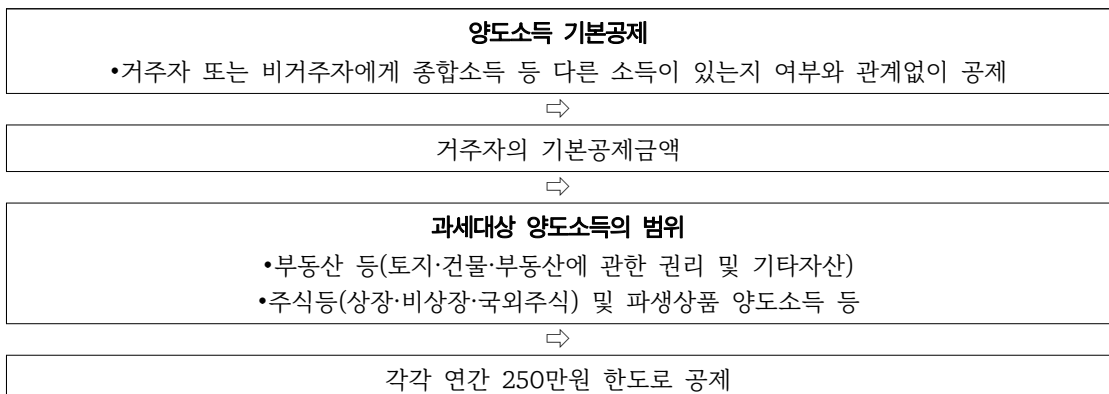 양도소득 기본공제
•거주자 또는 비거주자에게 종합소득 등 다른 소득이 있는지 여부와 관계없이 공제
⇨
거주자의 기본공제금액
⇨
과세대상 양도소득의 범위
•부동산 등(토지·건물·부동산에 관한 권리 및 기타자산)
•주식등(상장·비상장·국외주식) 및 파생상품 양도소득 등
⇨
각각 연간 250만원 한도로 공제